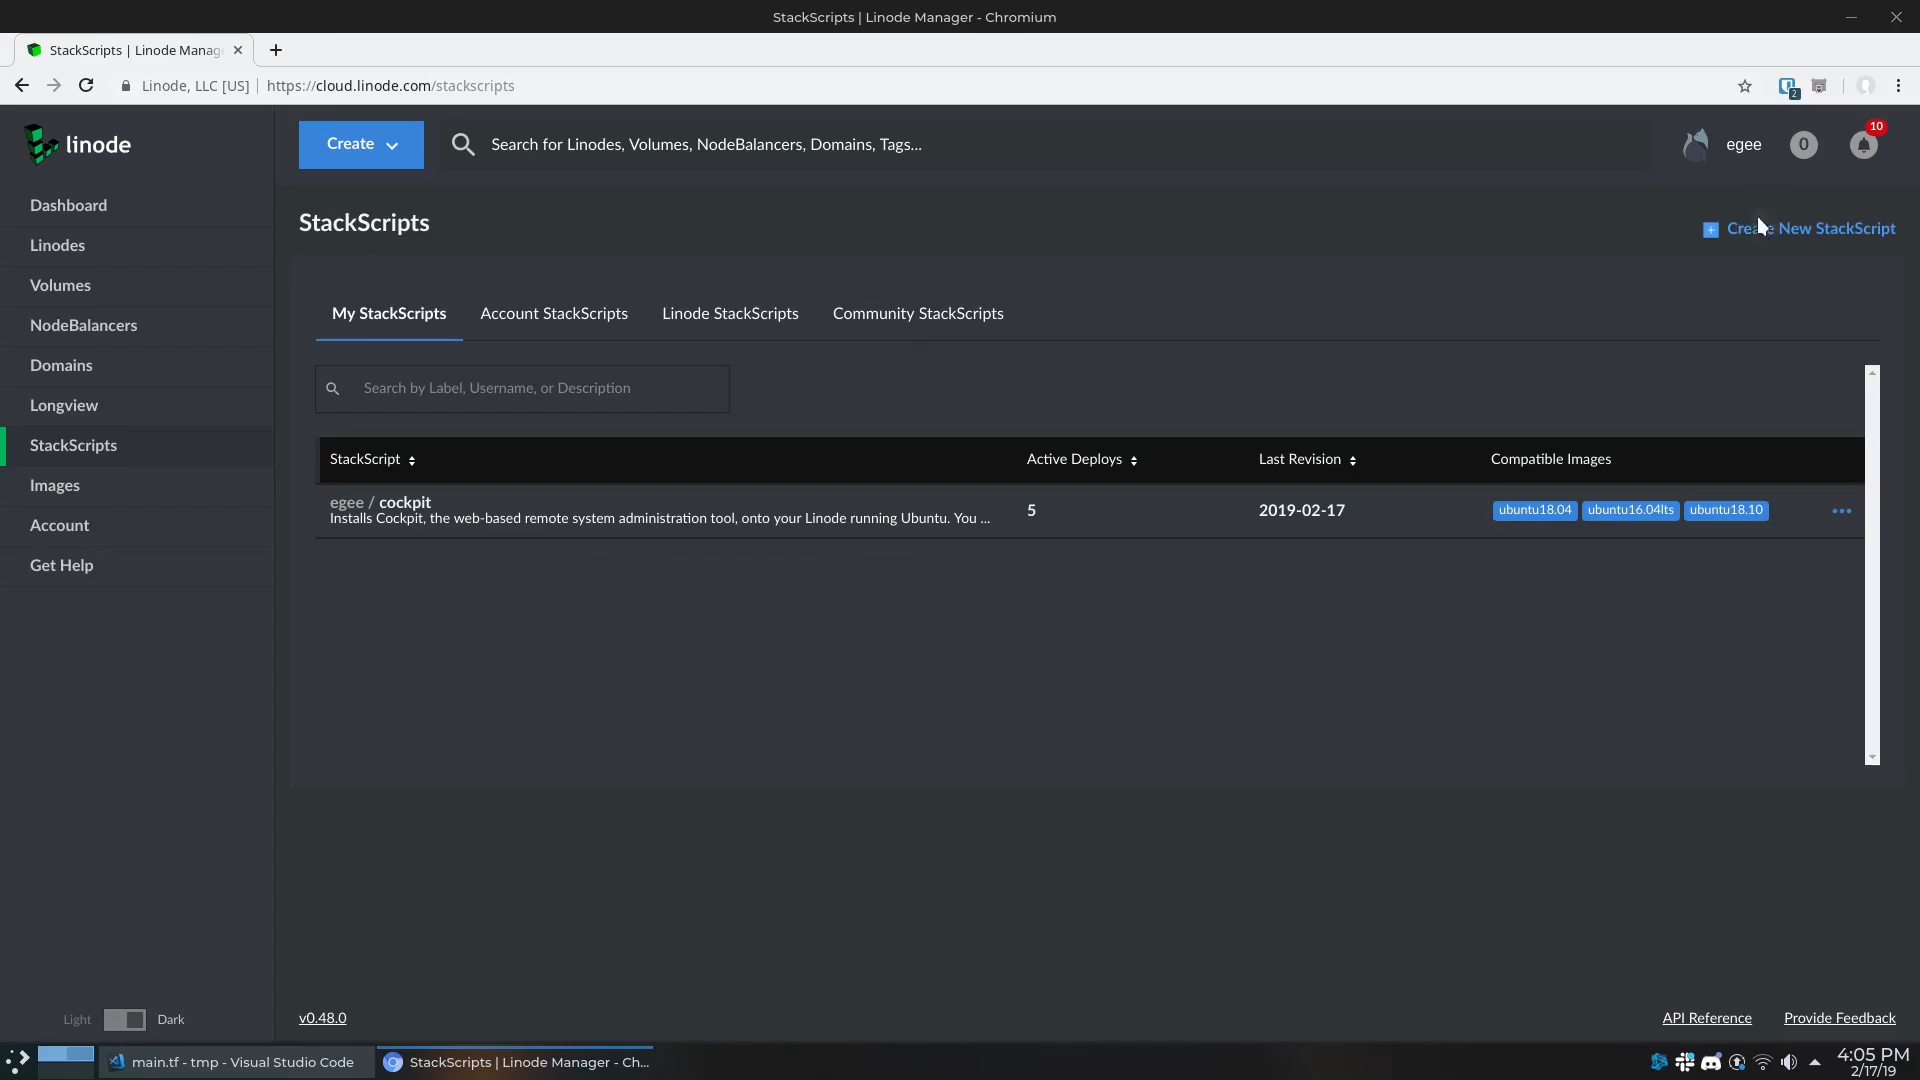 StackScripts | Linode Manager - Chromium
StackScripts | Linode Manag
Linode, LLC [US] | https://cloud.linode.com/stackscripts
2
linode
Create
Search for Linodes, Volumes, NodeBalancers, Domains, Tags...
egee
0
10
Dashboard
Linodes
Volumes
NodeBalancers
Domains
Longview
StackScripts
Images
Account
Get Help
StackScripts
Create New StackScript
My StackScripts
Account StackScripts
Linode StackScripts
Community StackScripts
Search by Label, Username, or Description
StackScript
Active Deploys
Last Revision
Compatible Images
egee / cockpit
Installs Cockpit, the web-based remote system administration tool, onto your Linode running Ubuntu. You ...
5
2019-02-17
ubuntu18.04
ubuntu16.04lts
ubuntu18.10
Light
Dark
v0.48.0
API Reference
Provide Feedback
main.tf - tmp - Visual Studio Code
StackScripts | Linode Manager - Ch...
4:05 PM
2/17/19